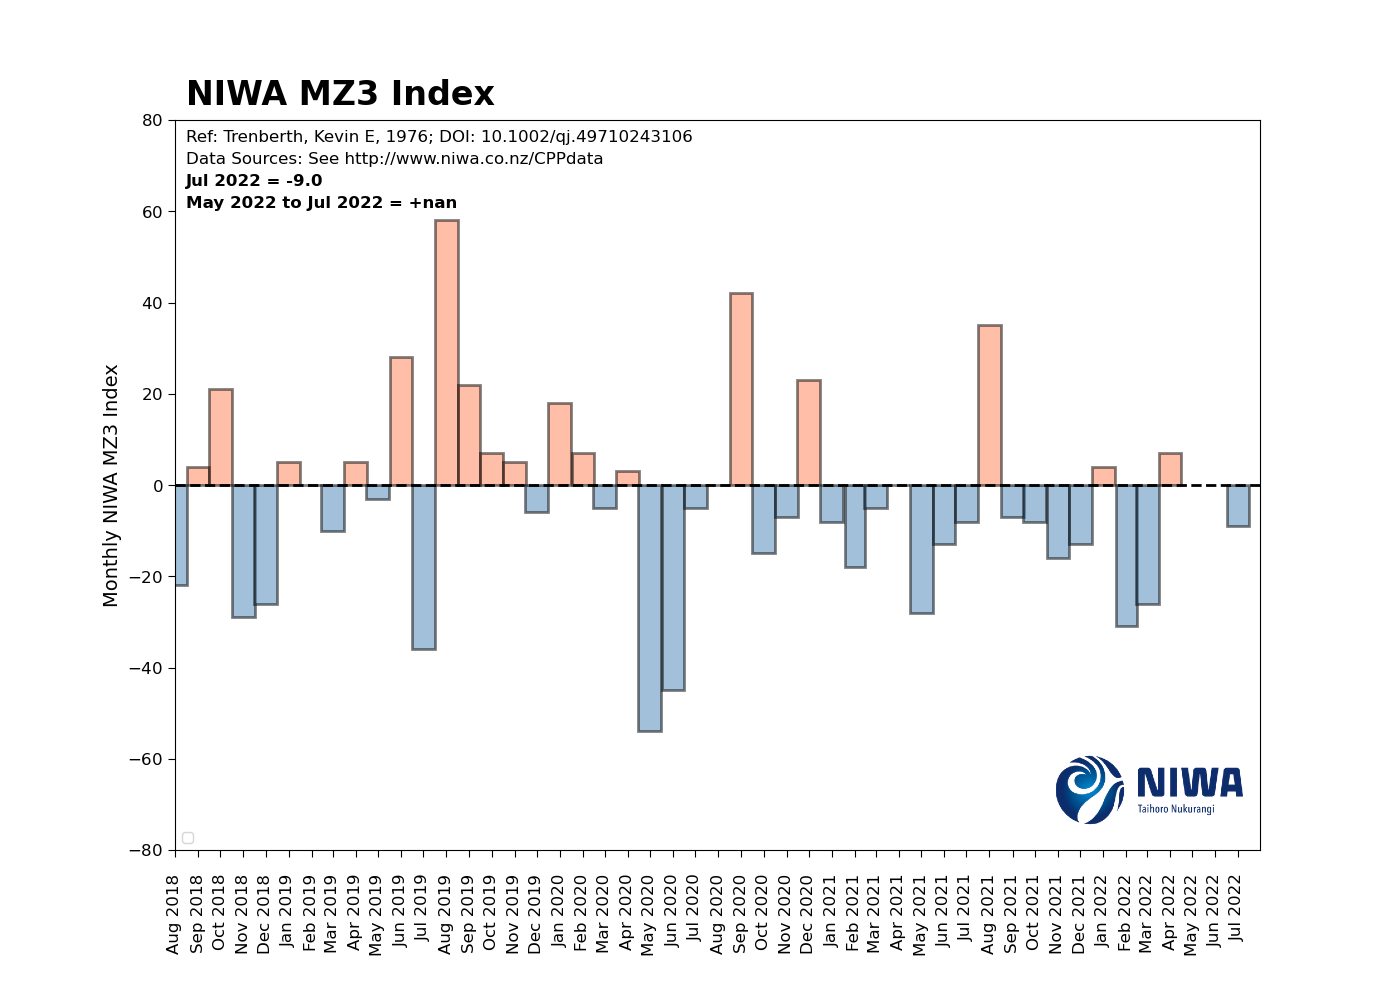 NIWA MZ3 Index
Ref: Trenberth, Kevin E, 1976; DOI: 10.1002/qj.49710243106
Data Sources: See http://www.niwa.co.nz/CPPdata
Jul 2022 = -9.0
May 2022 to Jul 2022 = +nan
Monthly NIWA MZ3 Index
80
60
40
20
0
−20
−40
−60
−80
NIWA
Taihoro Nukurangi
Aug 2018
Sep 2018
Oct 2018
Nov 2018
Dec 2018
Jan 2019
Feb 2019
Mar 2019
Apr 2019
May 2019
Jun 2019
Jul 2019
Aug 2019
Sep 2019
Oct 2019
Nov 2019
Dec 2019
Jan 2020
Feb 2020
Mar 2020
Apr 2020
May 2020
Jun 2020
Jul 2020
Aug 2020
Sep 2020
Oct 2020
Nov 2020
Dec 2020
Jan 2021
Feb 2021
Mar 2021
Apr 2021
May 2021
Jun 2021
Jul 2021
Aug 2021
Sep 2021
Oct 2021
Nov 2021
Dec 2021
Jan 2022
Feb 2022
Mar 2022
Apr 2022
May 2022
Jun 2022
Jul 2022